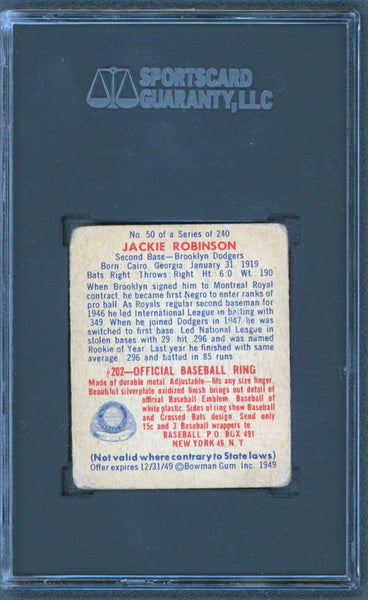 SPORTSCARD
GUARANTY, LLC
No. 50 of a Series of 240
JACKIE ROBINSON
Second Base—Brooklyn Dodgers
Born: Cairo, Georgia January 31, 1919
Bats: Right Throws: Right Ht. 6.0 Wt. 190
When Brooklyn signed him to Montreal Royal
contract, he became first Negro to enter ranks of
pro ball. As Royals regular second baseman for
1946 he led International League in batting with
.349. When he joined Dodgers in 1947 he was
switched to first base. Led National League in
stolen bases with 29, hit .296 and was named
Rookie of Year. Last year he finished with same
average .296 and batted in 85 runs
#202—OFFICIAL BASEBALL RING
Made of durable metal. Adjustable—fits any size finger.
Beautiful silverplate oxidized finish brings out detail of
official Baseball Emblem. Baseball of
white plastic. Sides of ring show Baseball
and Crossed Bats design. Send only
15c and 3 Baseball wrappers to
BASEBALL, P.O. BOX 491
NEW YORK 46, N. Y.
(Not valid where contrary to State laws)
Offer expires 12/31/49 ©Bowman Gum Inc. 1949